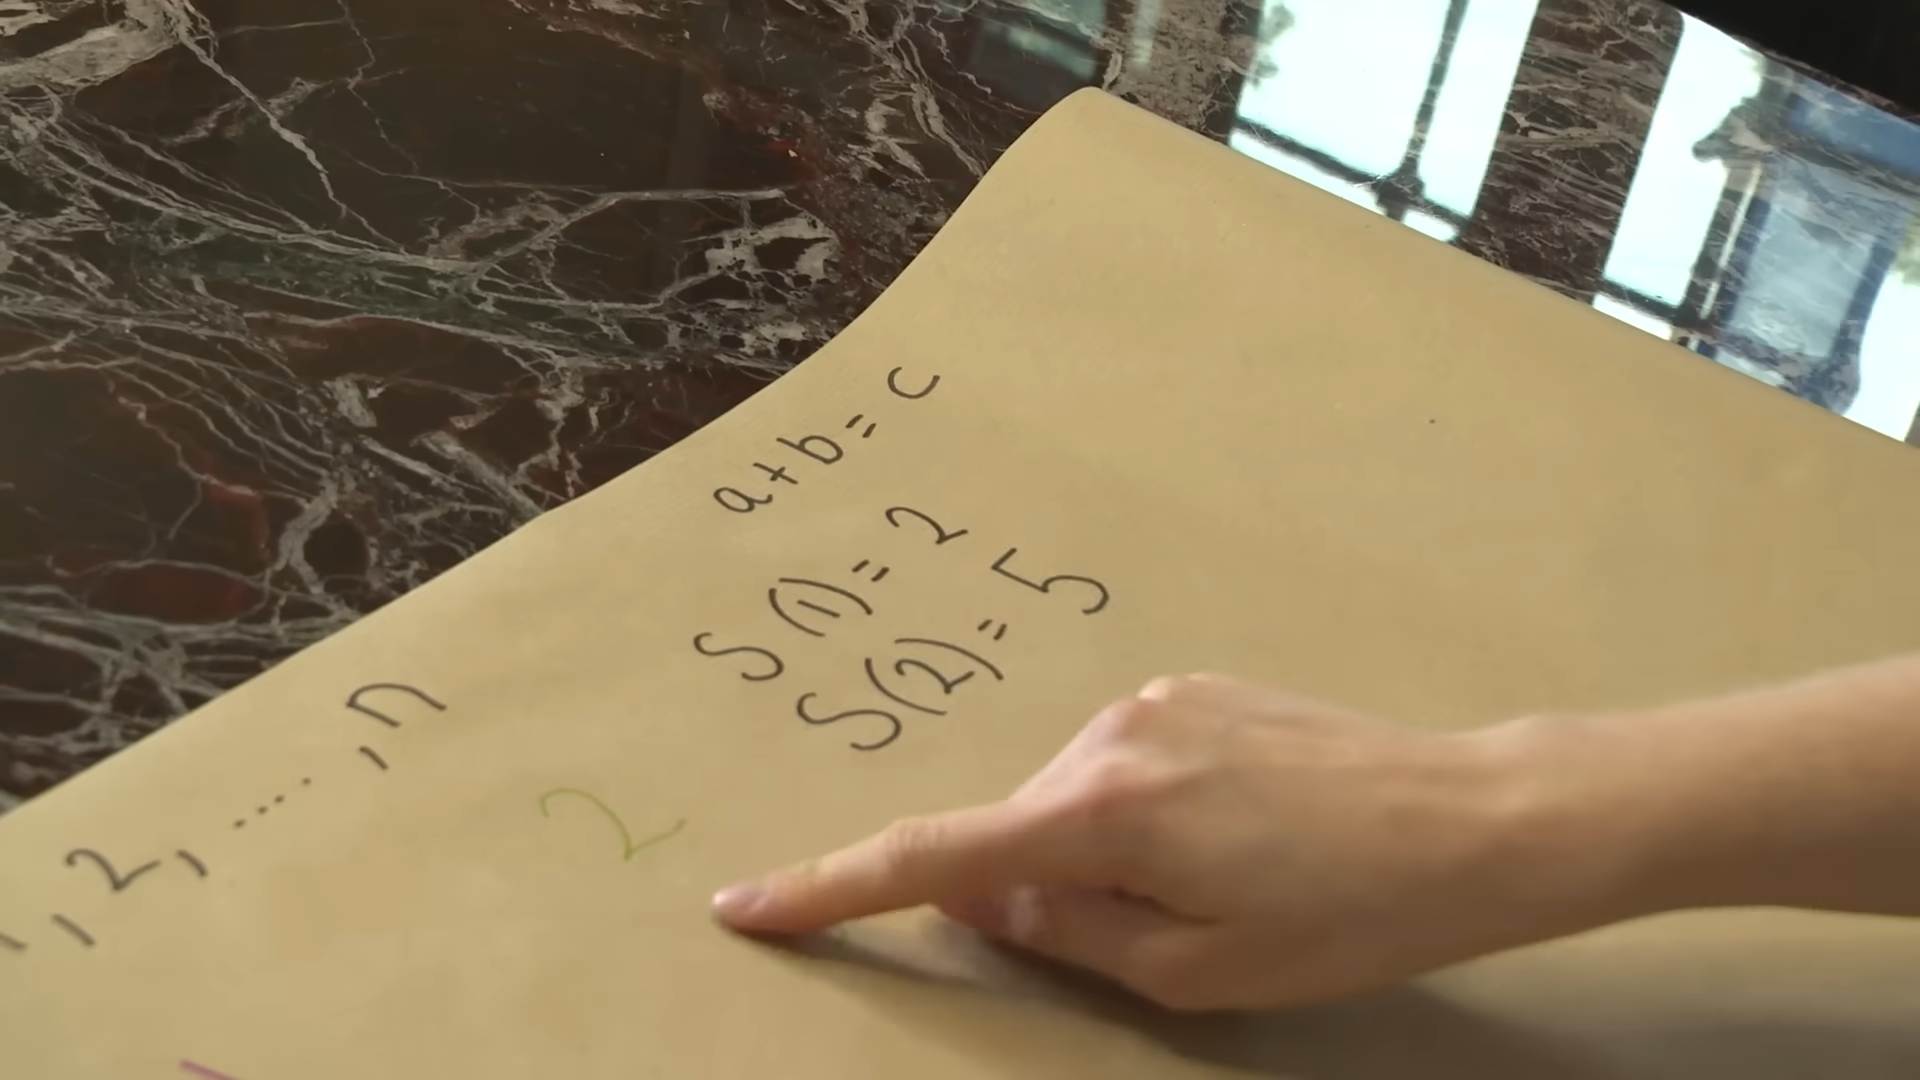 a+b=c
S(1)=2
S(2)=5
1,2,.....,n
2